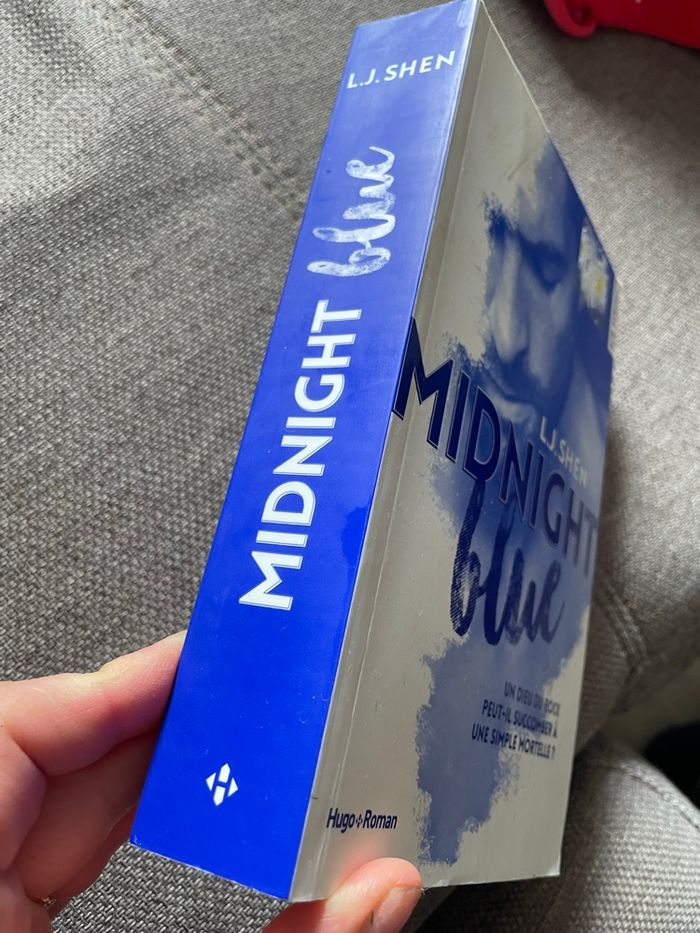 L.J. SHEN
MIDNIGHT blue
L.J. SHEN
MIDNIGHT
blue
UN DIEU DU ROCK
PEUT-IL SUCCOMBER À
UNE SIMPLE MORTELLE ?
Hugo Roman